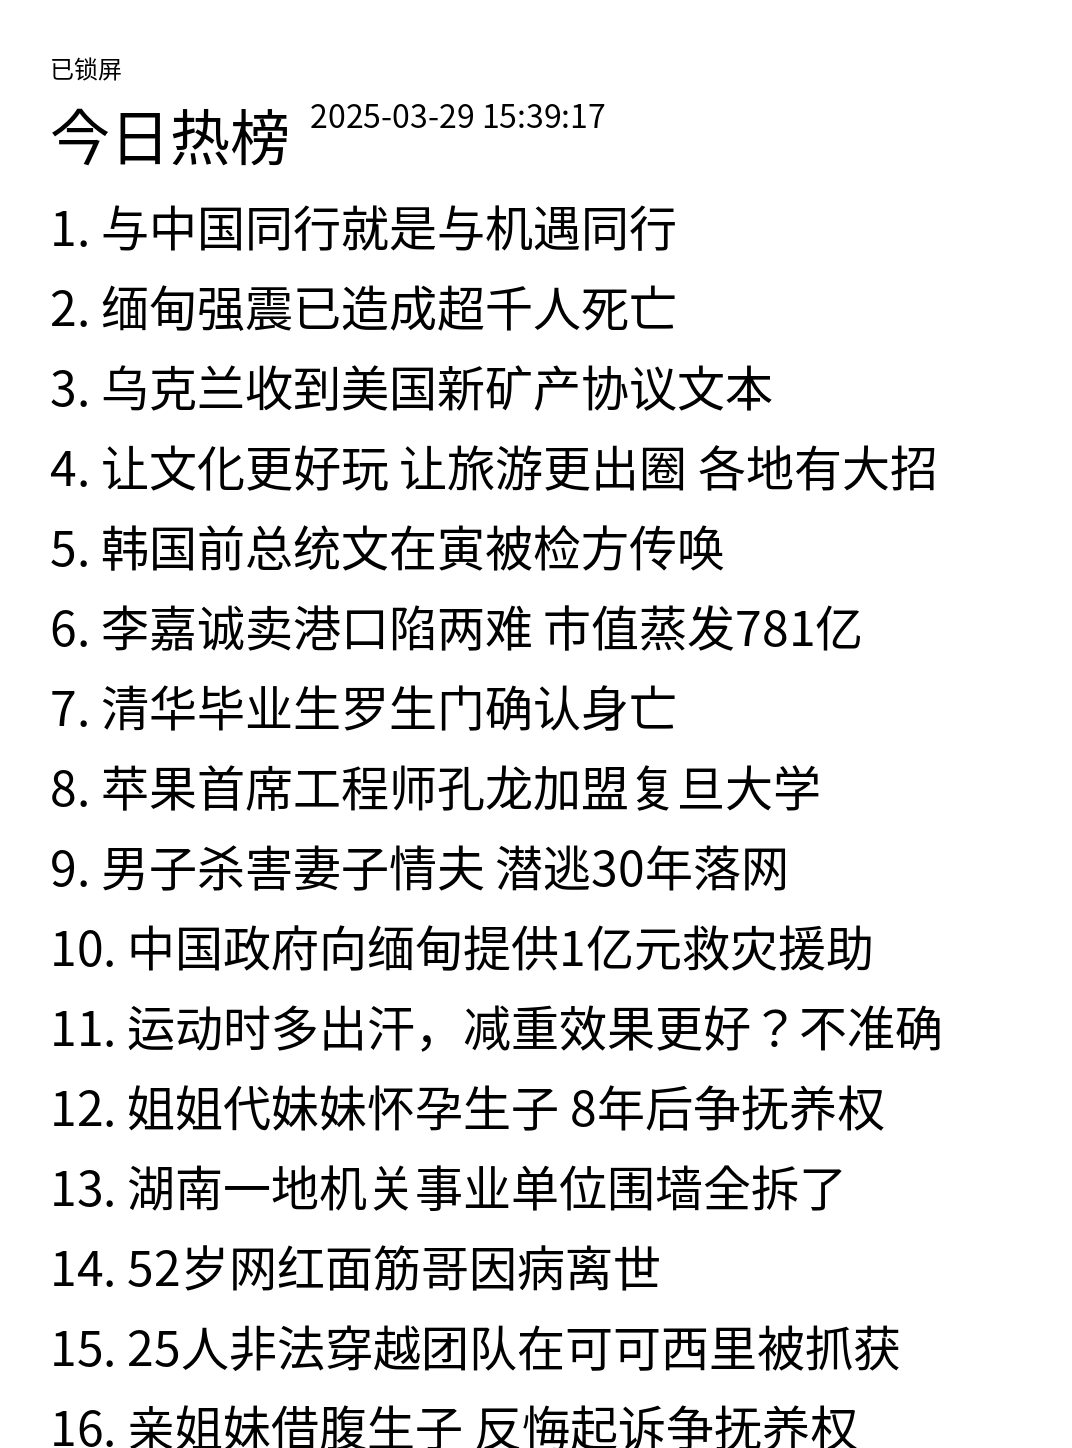 已锁屏
今日热榜 2025-03-29 15:39:17
1. 与中国同行就是与机遇同行
2. 缅甸强震已造成超千人死亡
3. 乌克兰收到美国新矿产协议文本
4. 让文化更好玩 让旅游更出圈 各地有大招
5. 韩国前总统文在寅被检方传唤
6. 李嘉诚卖港口陷两难 市值蒸发781亿
7. 清华毕业生罗生门确认身亡
8. 苹果首席工程师孔龙加盟复旦大学
9. 男子杀害妻子情夫 潜逃30年落网
10. 中国政府向缅甸提供1亿元救灾援助
11. 运动时多出汗，减重效果更好？不准确
12. 姐姐代妹妹怀孕生子 8年后争抚养权
13. 湖南一地机关事业单位围墙全拆了
14. 52岁网红面筋哥因病离世
15. 25人非法穿越团队在可可西里被抓获
16. 亲姐妹借腹生子 反悔起诉争抚养权